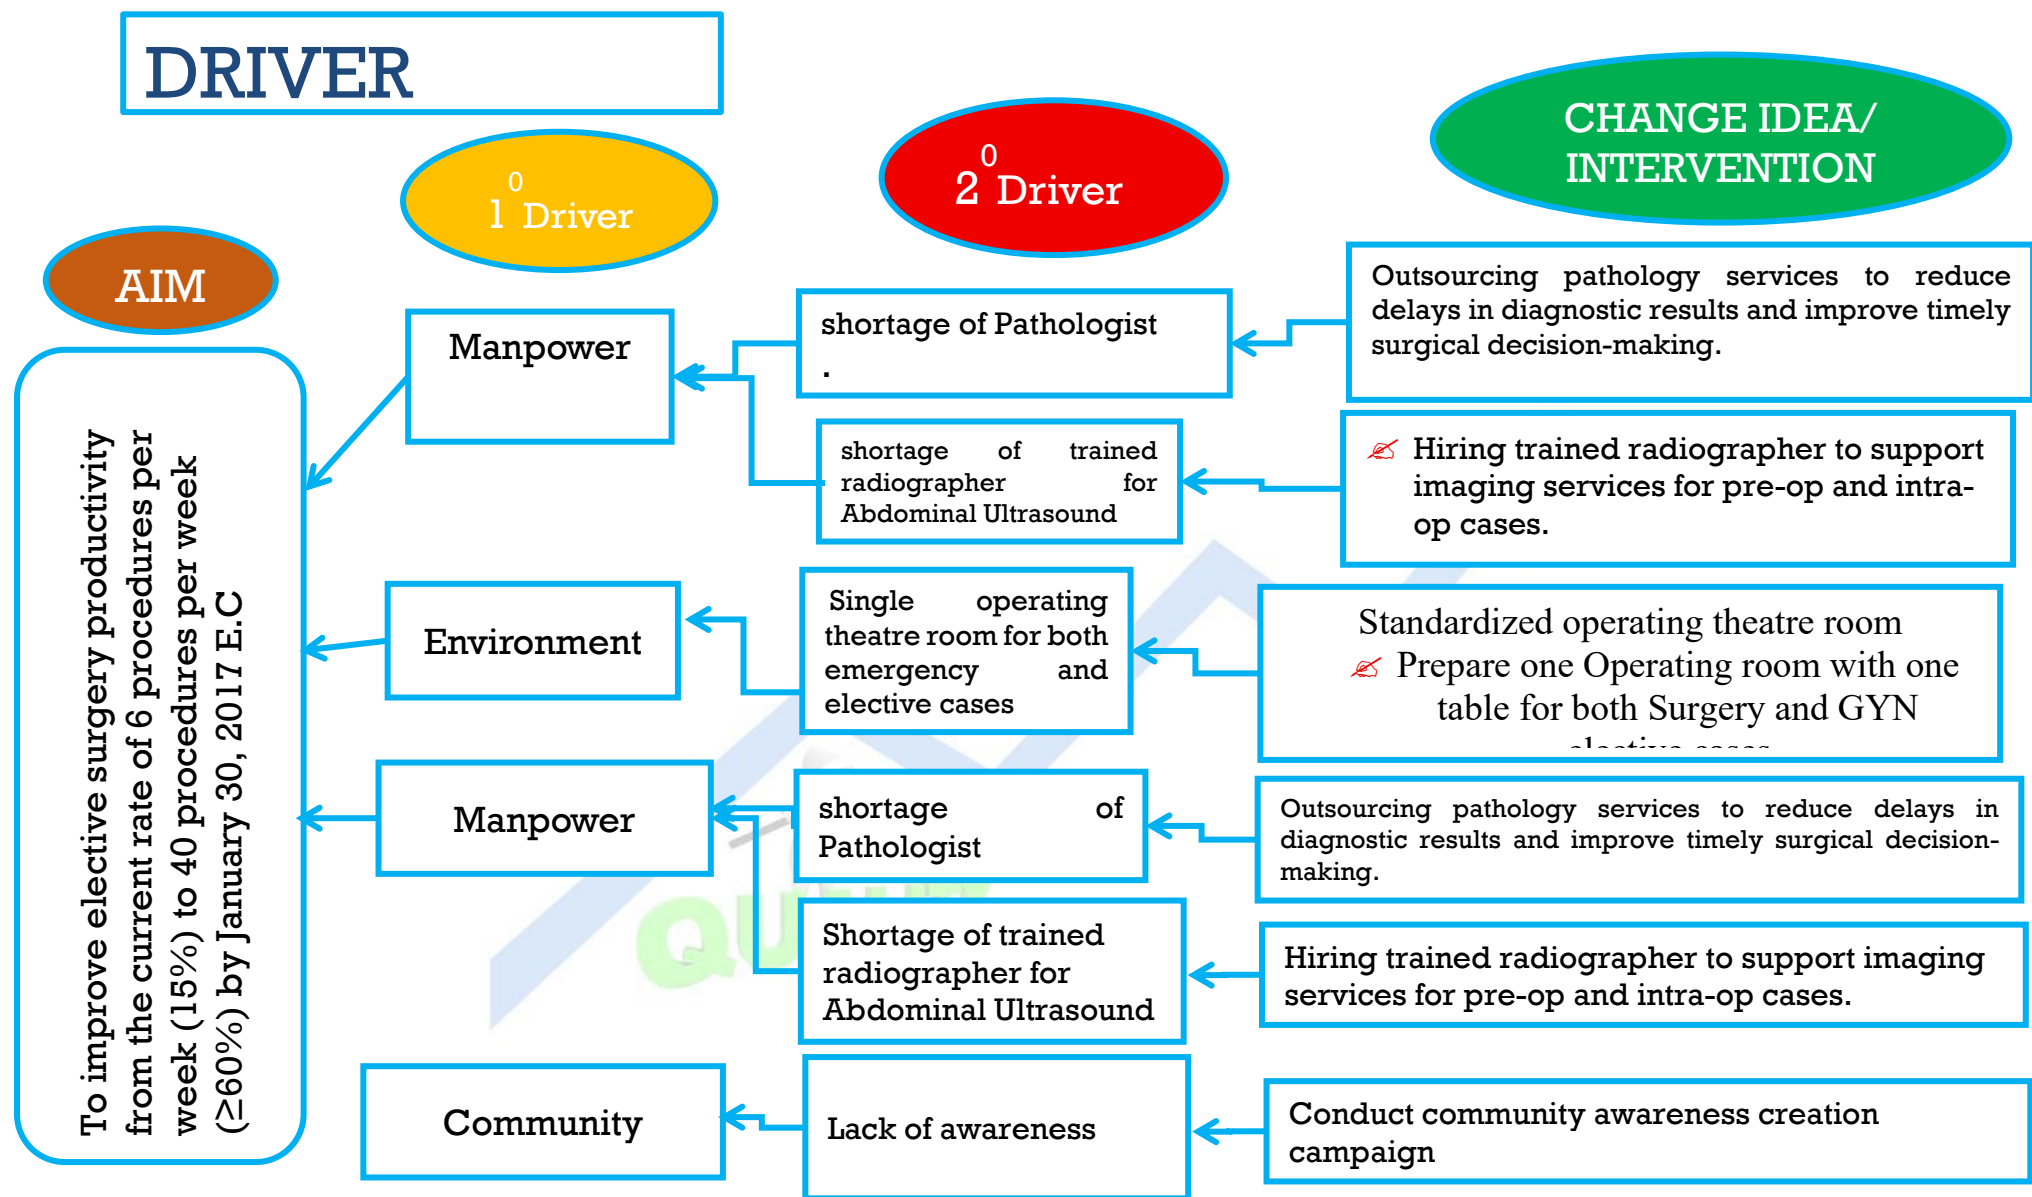 DRIVER
CHANGE IDEA/
INTERVENTION
1⁰ Driver
2⁰ Driver
AIM
To improve elective surgery productivity
from the current rate of 6 procedures per
week (15%) to 40 procedures per week
(≥60%) by January 30, 2017 E.C
Manpower
shortage of Pathologist
.
Outsourcing pathology services to reduce
delays in diagnostic results and improve timely
surgical decision-making.
shortage of trained
radiographer for
Abdominal Ultrasound
Hiring trained radiographer to support
imaging services for pre-op and intra-
op cases.
Environment
Single operating
theatre room for both
emergency and
elective cases
Standardized operating theatre room
Prepare one Operating room with one
table for both Surgery and GYN
elective cases
Manpower
shortage of
Pathologist
Outsourcing pathology services to reduce delays in
diagnostic results and improve timely surgical decision-
making.
Shortage of trained
radiographer for
Abdominal Ultrasound
Hiring trained radiographer to support imaging
services for pre-op and intra-op cases.
Community
Lack of awareness
Conduct community awareness creation
campaign